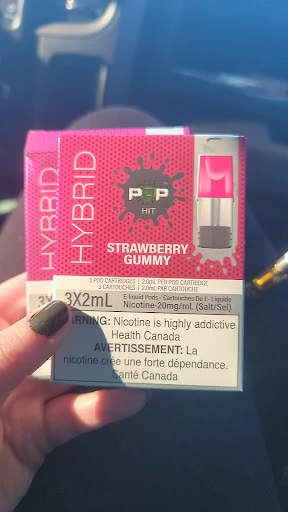 HYBRID
HYBRID
POP
HIT
STRAWBERRY
GUMMY
3 POD CARTRIDGES | 2.0mL PER POD CARTRIDGE
3 CARTOUCHES | 2.0mL PAR CARTOUCHE
3X
3X2mL
E-liquid Pods - Cartouches De E- Liquide
Nicotine-20mg/mL (Salt/Sel)
ARNING: Nicotine is highly addictive
Health Canada
AVERTISSEMENT: La
nicotine crée une forte dépendance.
Santé Canada